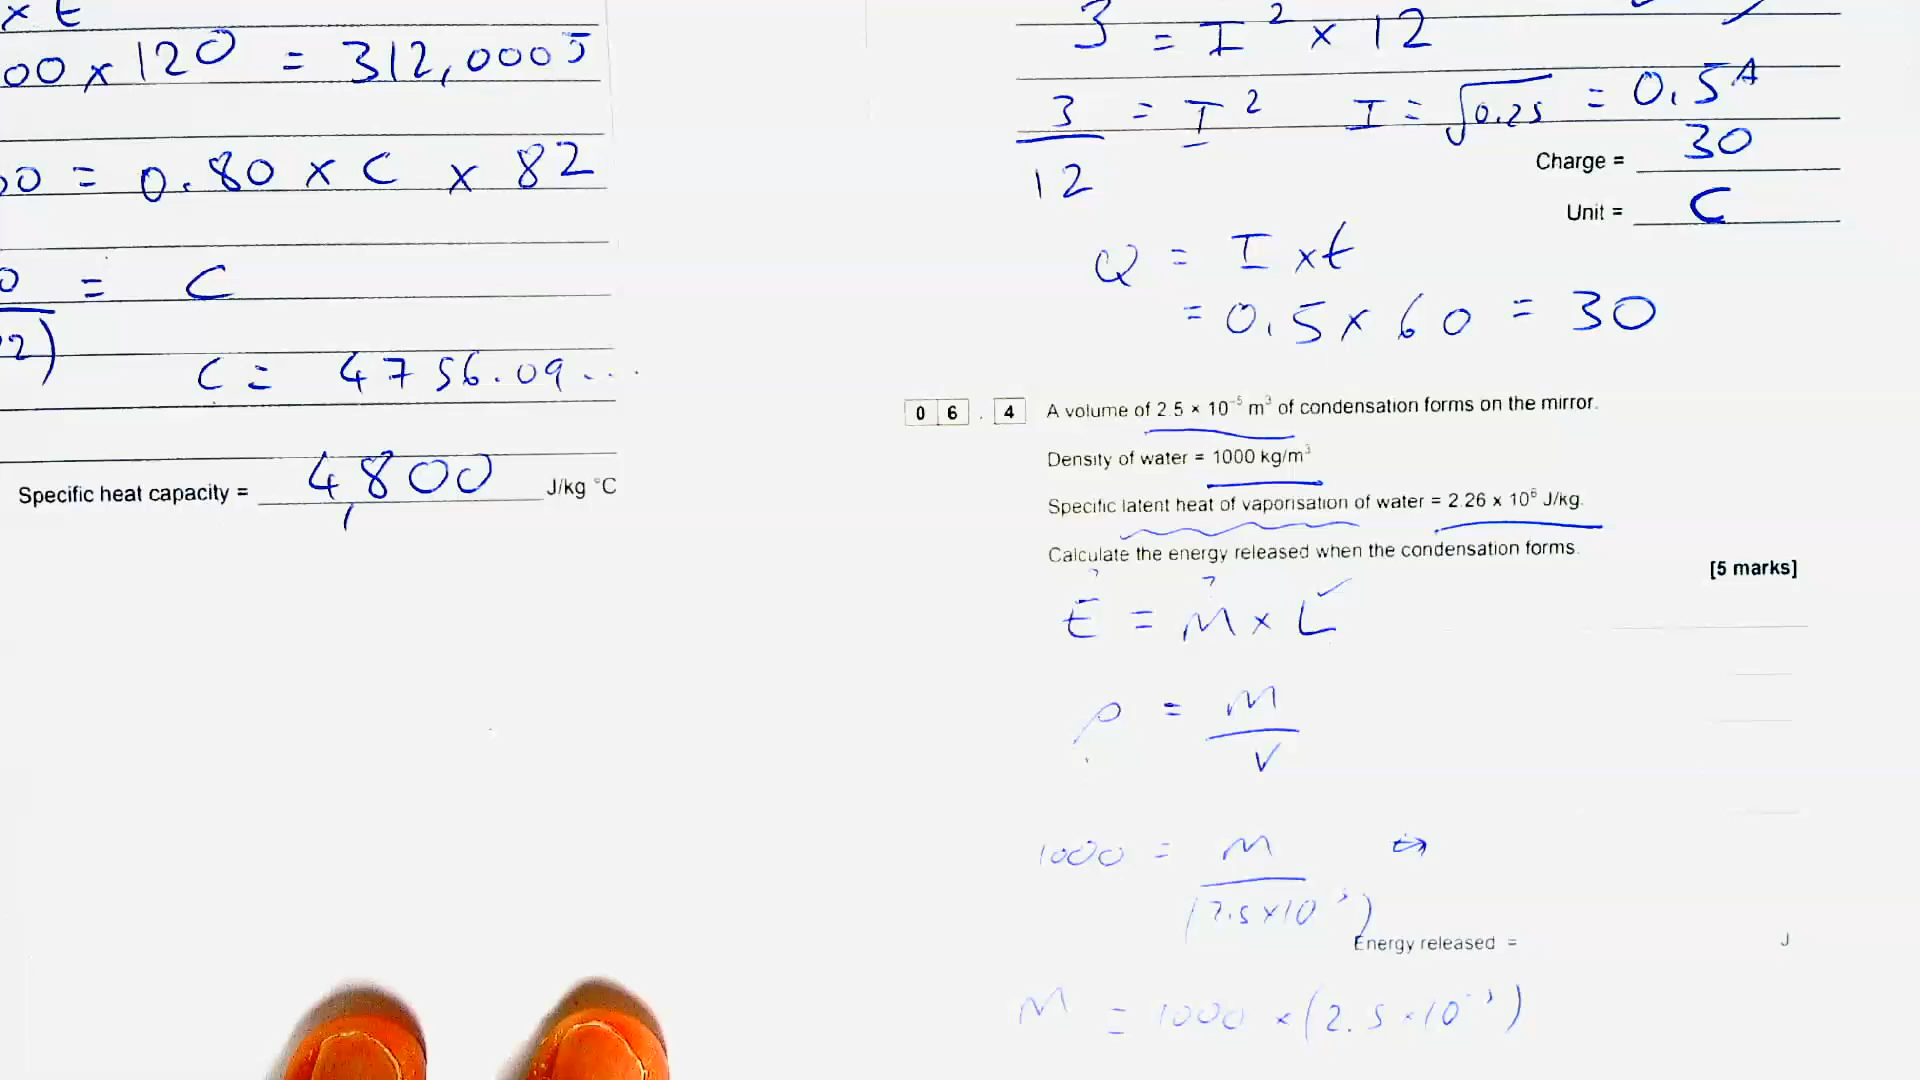 x t
00 x 120 = 312,000J
00 = 0.80 x C x 82
0 = C
2)
C = 4756.09...
4800
Specific heat capacity = J/kg °C
3 = I² x 12
3/12 = I² I = √0.25 = 0.5A
Charge = 30
Unit = C
Q = I x t
= 0.5 x 60 = 30
06.4 A volume of 2.5 × 10⁻⁵ m³ of condensation forms on the mirror.
Density of water = 1000 kg/m³
Specific latent heat of vaporisation of water = 2.26 x 10⁶ J/kg.
Calculate the energy released when the condensation forms.
[5 marks]
E = M x L
ρ = M
V
1000 = M
(2.5 x 10 )
Energy released = J
M = 1000 x (2.5 x 10 )